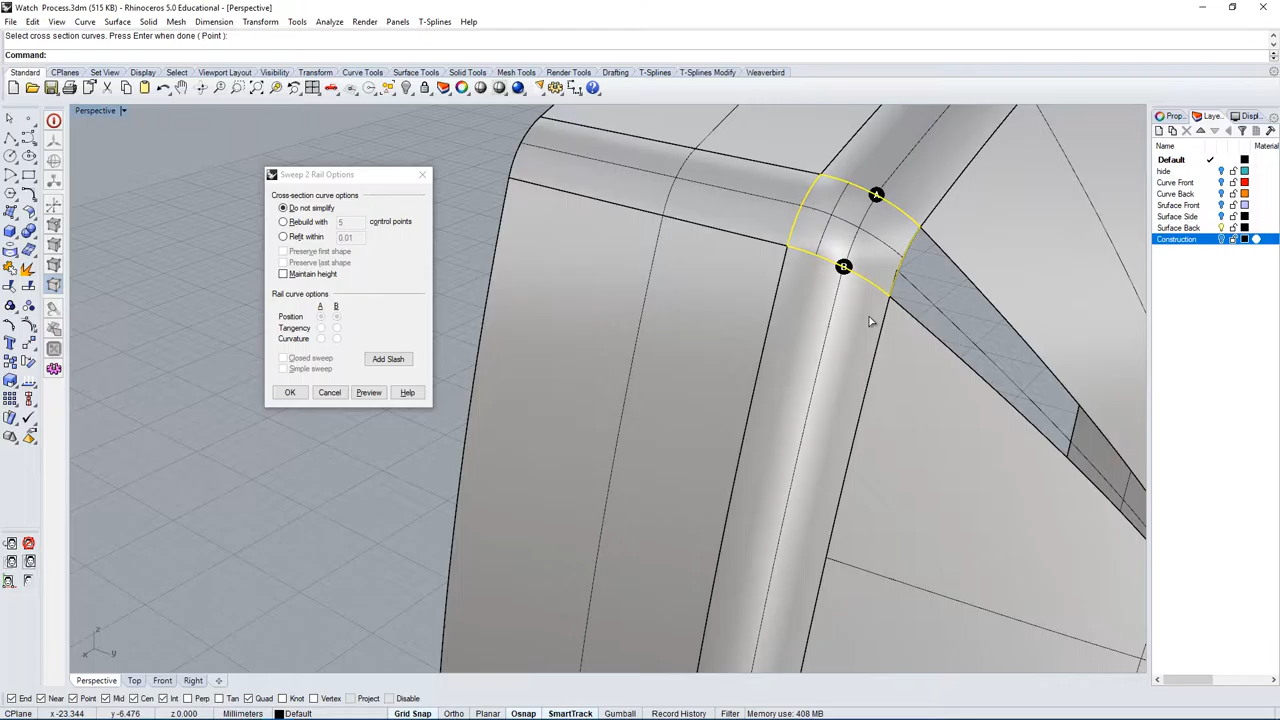 Watch_Process.3dm (515 KB) - Rhinoceros 5.0 Educational - [Perspective]
File Edit View Curve Surface Solid Mesh Dimension Transform Tools Analyze Render Panels T-Splines Help
Select cross section curves. Press Enter when done ( Point ):
Command:
Standard CPlanes Set View Display Select Viewport Layout Visibility Transform Curve Tools Surface Tools Solid Tools Mesh Tools Render Tools Drafting T-Splines T-Splines Modify Weaverbird
Perspective
Prop... Laye... Displ...
Name Material
Default
hide
Curve Front
Curve Back
Srufface Front
Surface Side
Surface Back
Construction
Sweep 2 Rail Options
Cross-section curve options
Do not simplify
Rebuild with 5 control points
Refit within 0.01
Preserve first shape
Preserve last shape
Maintain height
Rail curve options
A B
Position
Tangency
Curvature
Closed sweep
Add Slash
Simple sweep
OK Cancel Preview Help
A
B
z
x y
Perspective Top Front Right
End Near Point Mid Cen Int Perp Tan Quad Knot Vertex Project Disable
CPlane x -23.344 y -6.476 z 0.000 Millimeters Default Grid Snap Ortho Planar Osnap SmartTrack Gumball Record History Filter Memory use: 408 MB